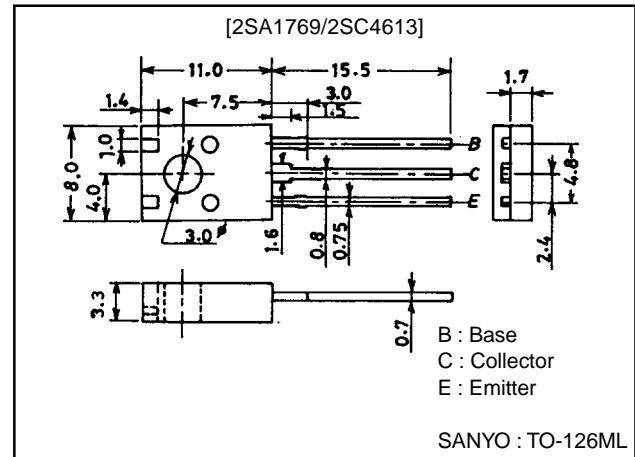 [2SA1769/2SC4613]
11.0 15.5 1.7
1.4 7.5 3.0
1.5
1.0
8.0
4.0
B
C
E
4.8
2.4
3.0 ø
1.6
0.8
0.75
3.3
0.7
B : Base
C : Collector
E : Emitter
SANYO : TO-126ML